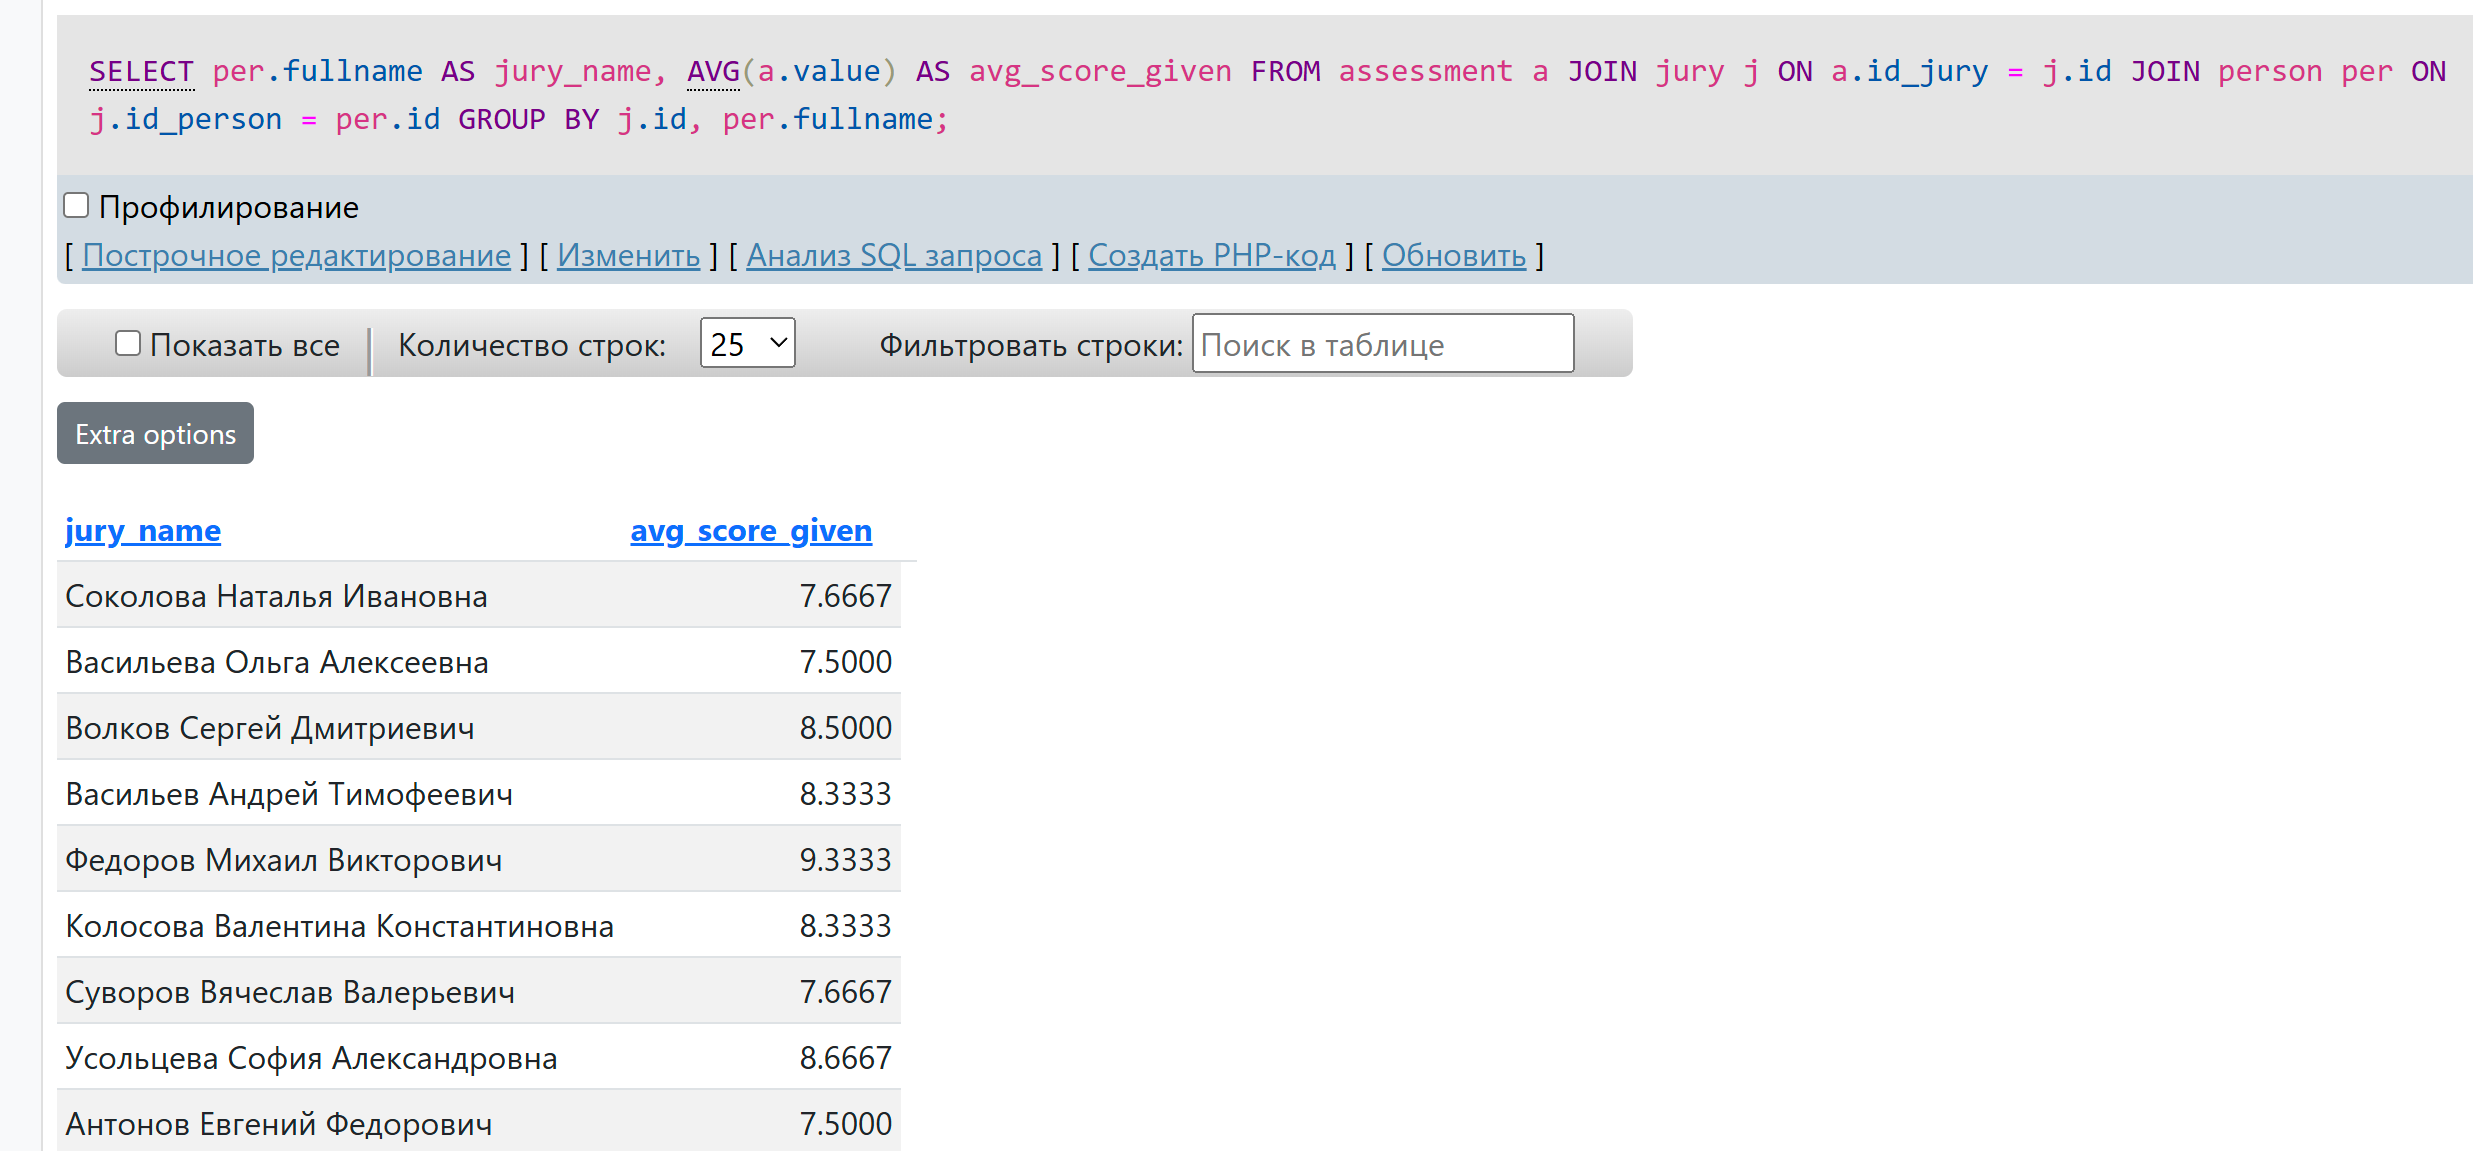 SELECT per.fullname AS jury_name, AVG(a.value) AS avg_score_given FROM assessment a JOIN jury j ON a.id_jury = j.id JOIN person per ON
j.id_person = per.id GROUP BY j.id, per.fullname;
Профилирование
[ Построчное редактирование ] [ Изменить ] [ Анализ SQL запроса ] [ Создать PHP-код ] [ Обновить ]
Показать все Количество строк: 25 Фильтровать строки: Поиск в таблице
Extra options
jury_name avg_score_given
Соколова Наталья Ивановна 7.6667
Васильева Ольга Алексеевна 7.5000
Волков Сергей Дмитриевич 8.5000
Васильев Андрей Тимофеевич 8.3333
Федоров Михаил Викторович 9.3333
Колосова Валентина Константиновна 8.3333
Суворов Вячеслав Валерьевич 7.6667
Усольцева София Александровна 8.6667
Антонов Евгений Федорович 7.5000